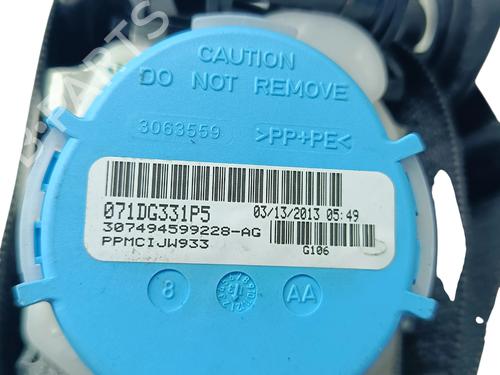 CAUTION
DO NOT REMOVE
3063559 >PP+PE<
071DG331P5 03/13/2013 05:49
307494599228-AG
PPMCIJW933 G106
8 AA
B-PARTS